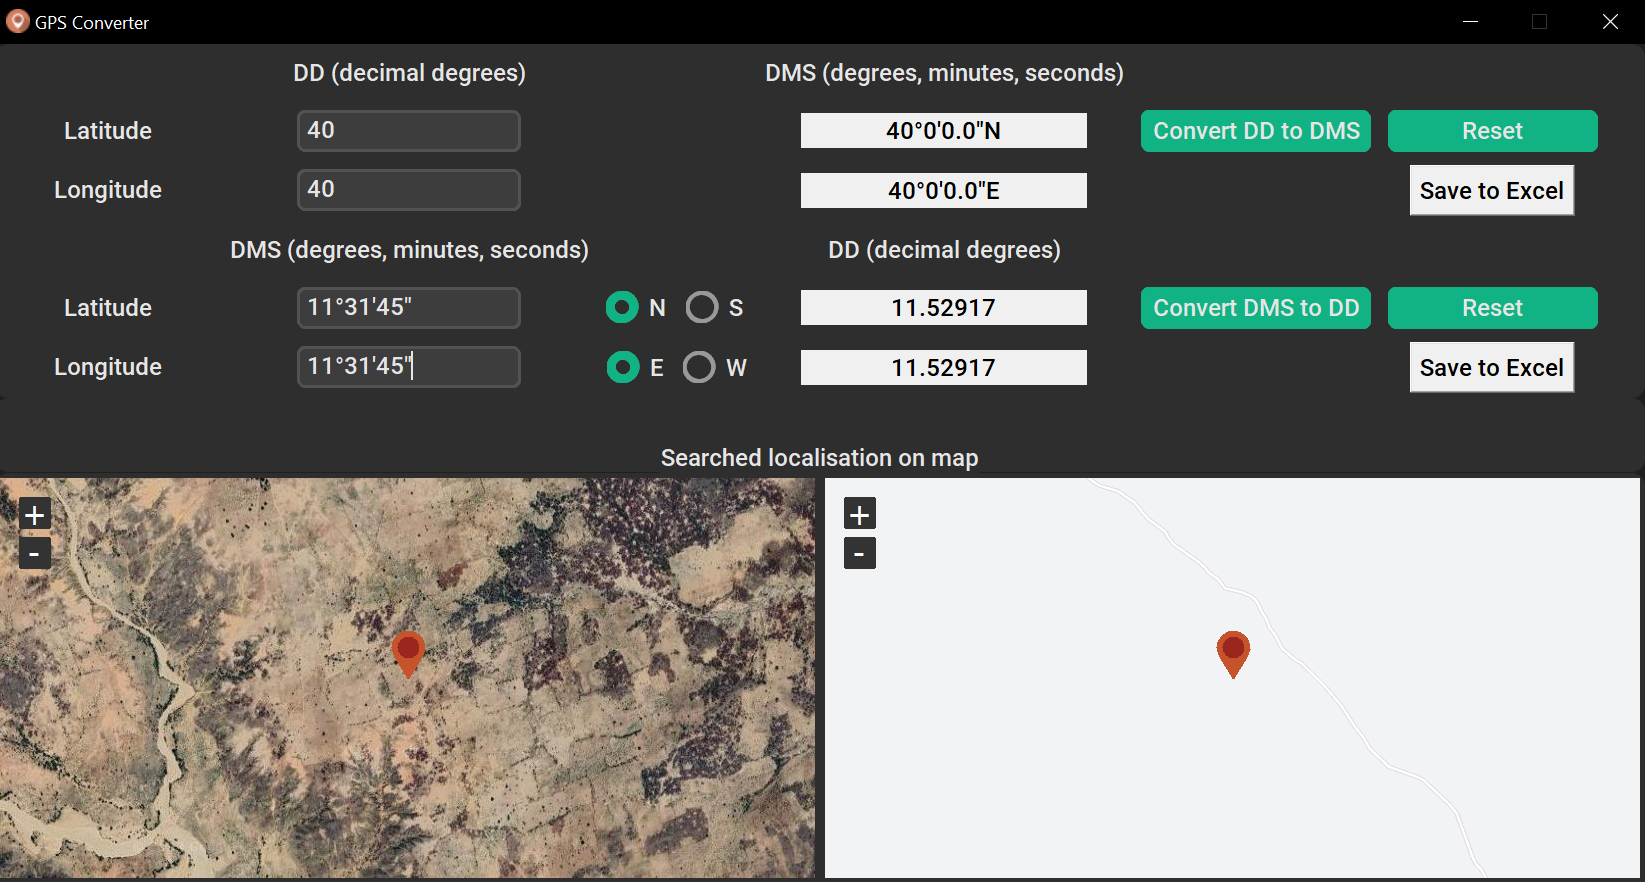 GPS Converter
DD (decimal degrees) DMS (degrees, minutes, seconds)
Latitude 40 40°0'0.0"N Convert DD to DMS Reset
Longitude 40 40°0'0.0"E Save to Excel
DMS (degrees, minutes, seconds) DD (decimal degrees)
Latitude 11°31'45" N S 11.52917 Convert DMS to DD Reset
Longitude 11°31'45" E W 11.52917 Save to Excel
Searched localisation on map
+ +
- -